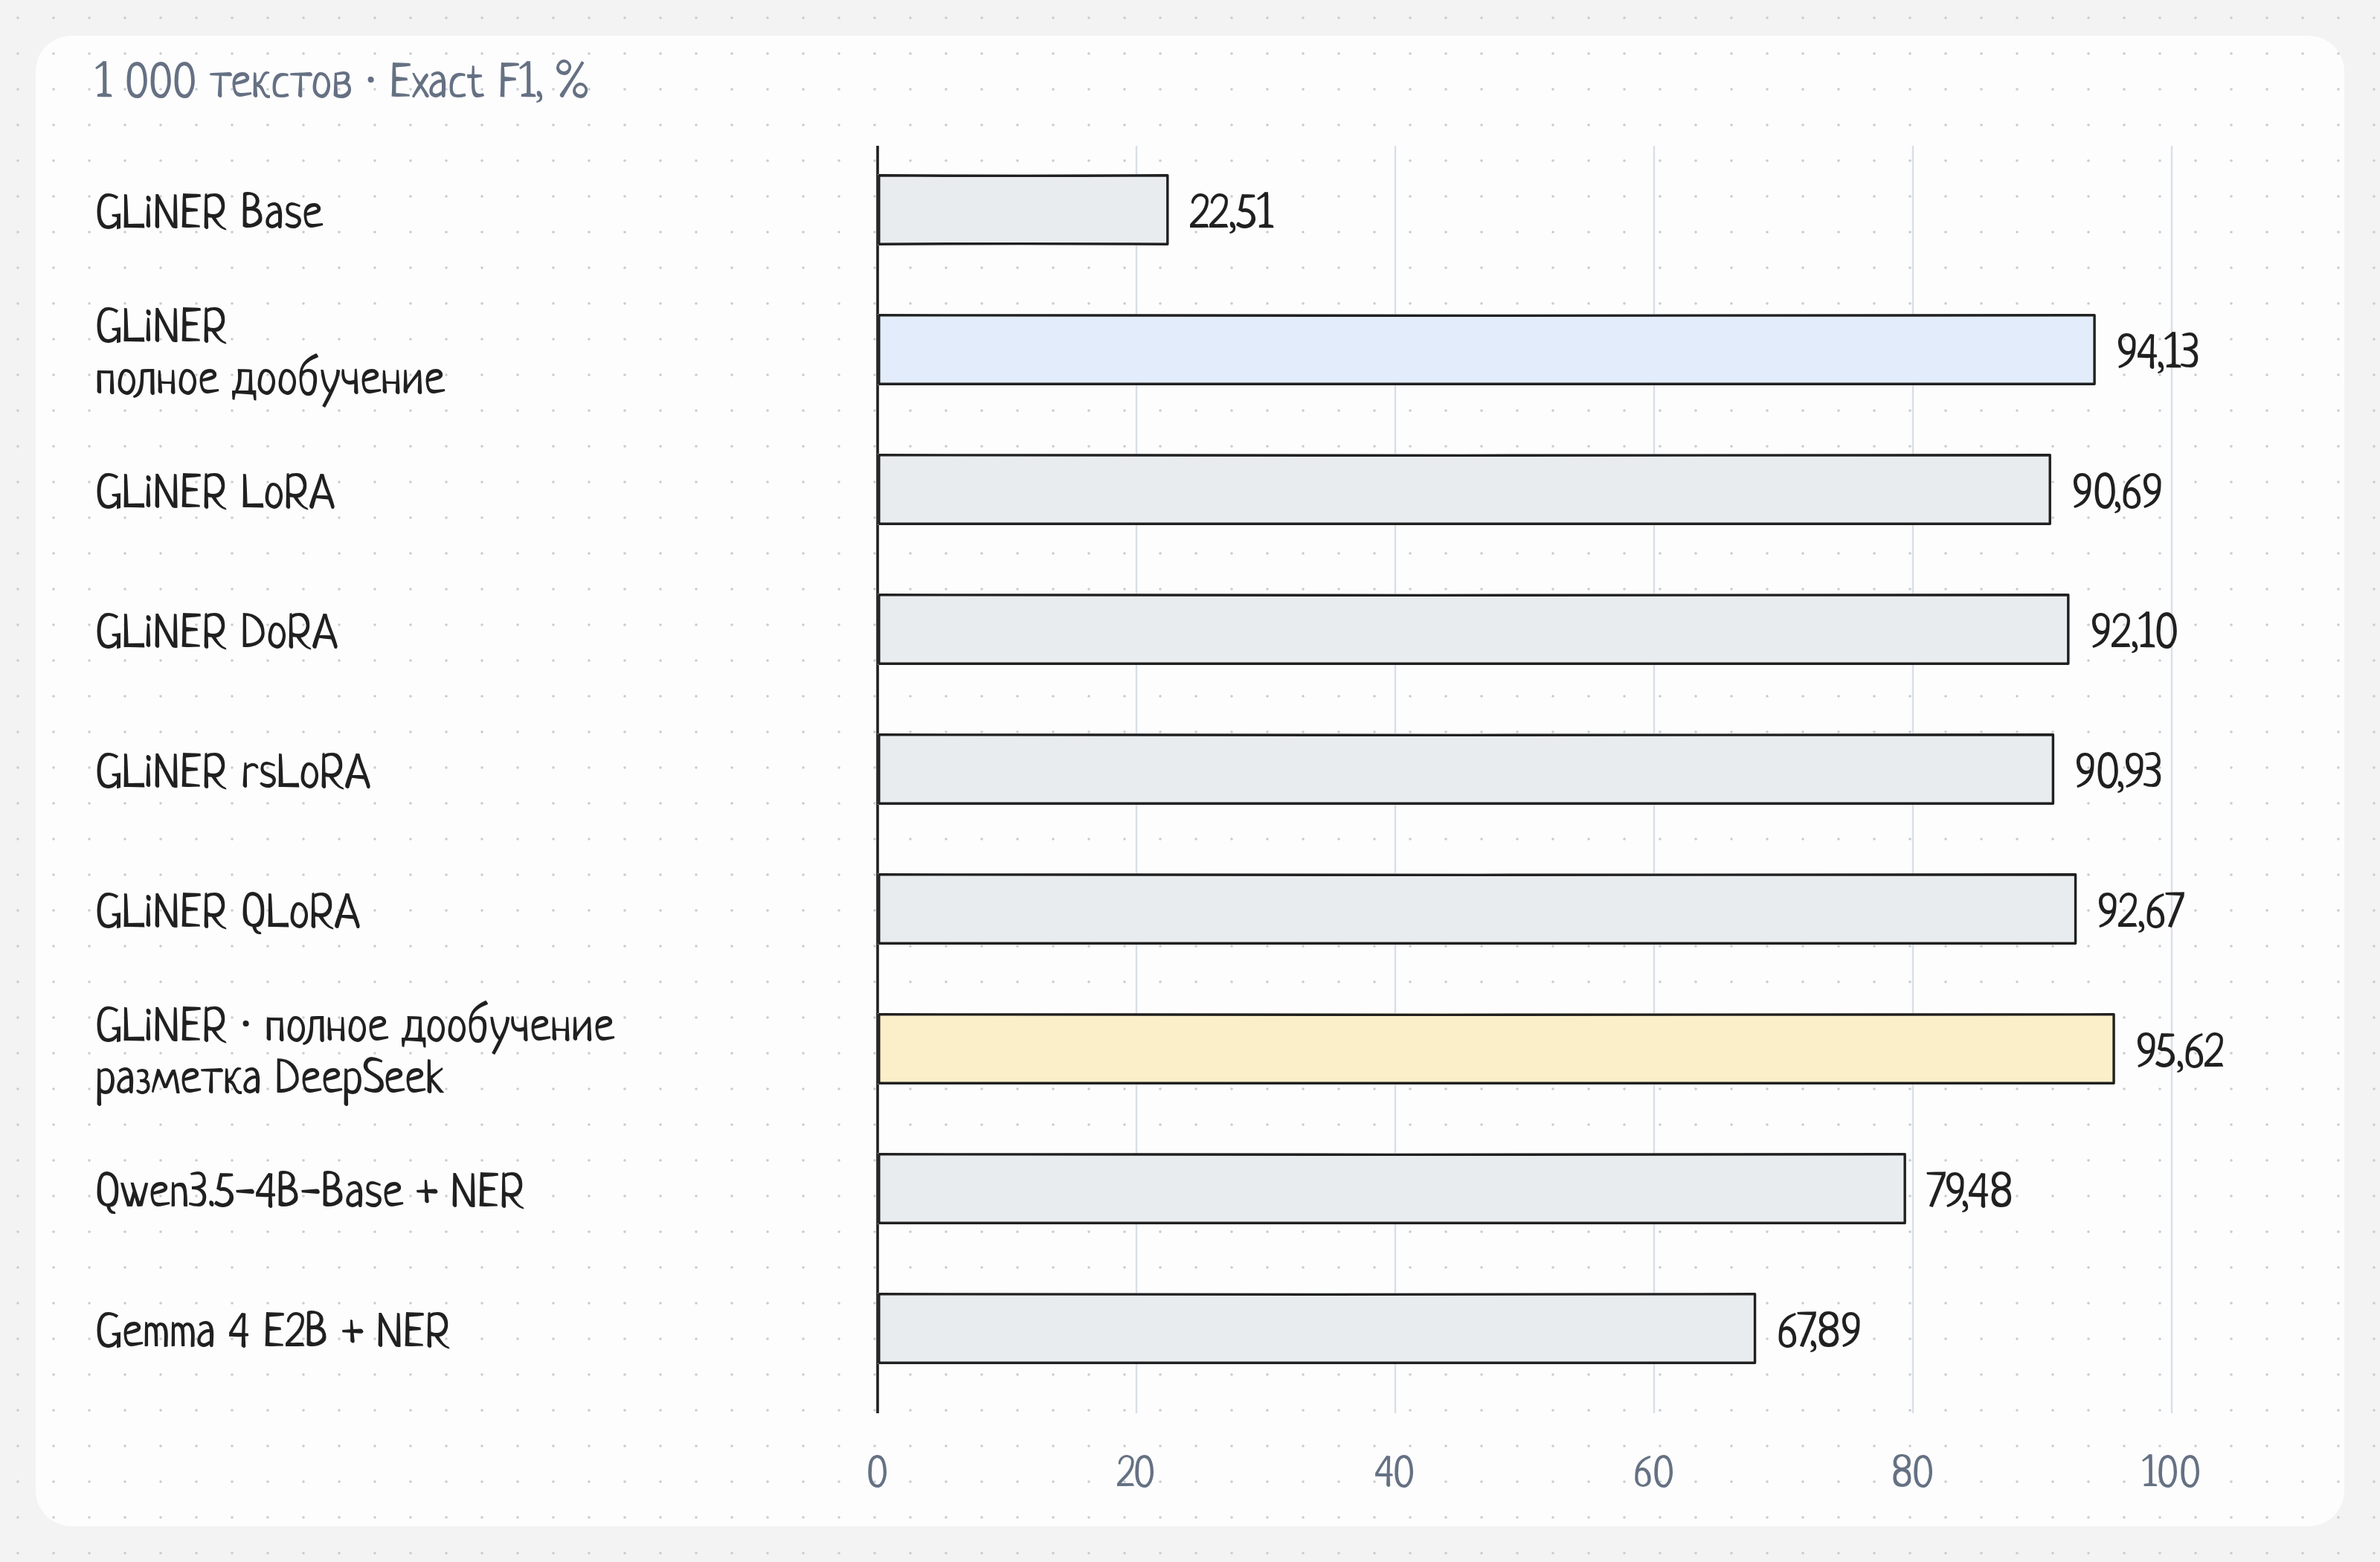 1 000 текстов · Exact F1, %
GLiNER Base
22,51
GLiNER
полное дообучение
94,13
GLiNER LoRA
90,69
GLiNER DoRA
92,10
GLiNER rsLoRA
90,93
GLiNER QLoRA
92,67
GLiNER · полное дообучение
разметка DeepSeek
95,62
Qwen3.5-4B-Base + NER
79,48
Gemma 4 E2B + NER
67,89
0 20 40 60 80 100